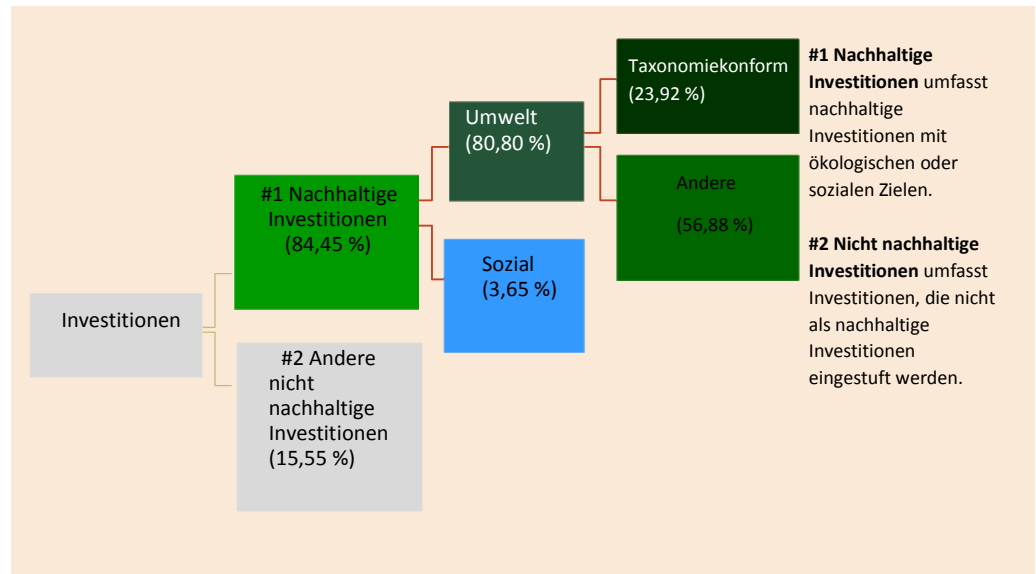 Investitionen
#1 Nachhaltige
Investitionen
(84,45 %)
#2 Andere
nicht
nachhaltige
Investitionen
(15,55 %)
Umwelt
(80,80 %)
Sozial
(3,65 %)
Taxonomiekonform
(23,92 %)
Andere
(56,88 %)
#1 Nachhaltige
Investitionen umfasst
nachhaltige
Investitionen mit
ökologischen oder
sozialen Zielen.
#2 Nicht nachhaltige
Investitionen umfasst
Investitionen, die nicht
als nachhaltige
Investitionen
eingestuft werden.